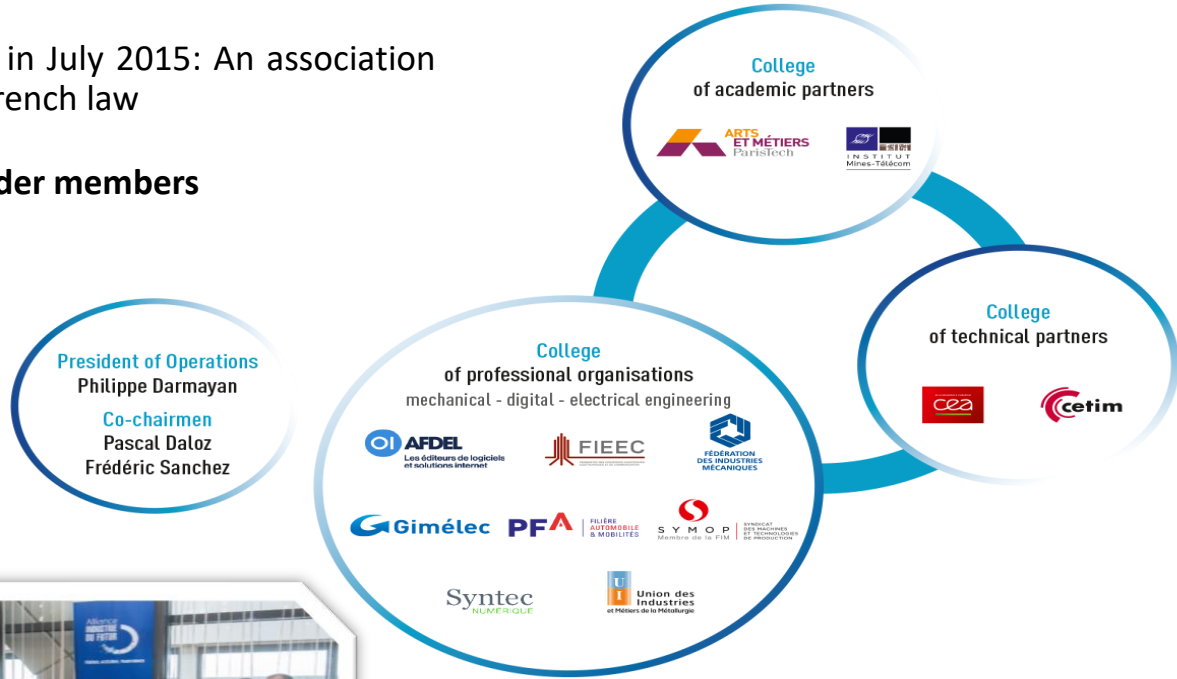 in July 2015: An association
rench law
der members
College
of academic partners
ARTS
ET MÉTIERS
ParisTech
INSTITUT
Mines-Télécom
College
of technical partners
cea
cetim
President of Operations
Philippe Darmayan
Co-chairmen
Pascal Daloz
Frédéric Sanchez
College
of professional organisations
mechanical - digital - electrical engineering
AFDEL
Les éditeurs de logiciels
et solutions internet
FIEEC
FÉDÉRATION
DES INDUSTRIES
MÉCANIQUES
Gimélec
PFA
FILIÈRE
AUTOMOBILE
& MOBILITÉS
SYMOP
Membre de la FIM
SYNDICAT
DES MACHINES
ET TECHNOLOGIES
DE PRODUCTION
Syntec
NUMÉRIQUE
UI
Union des
Industries
et Métiers de la Métallurgie
Alliance
INDUSTRIE
DU FUTUR